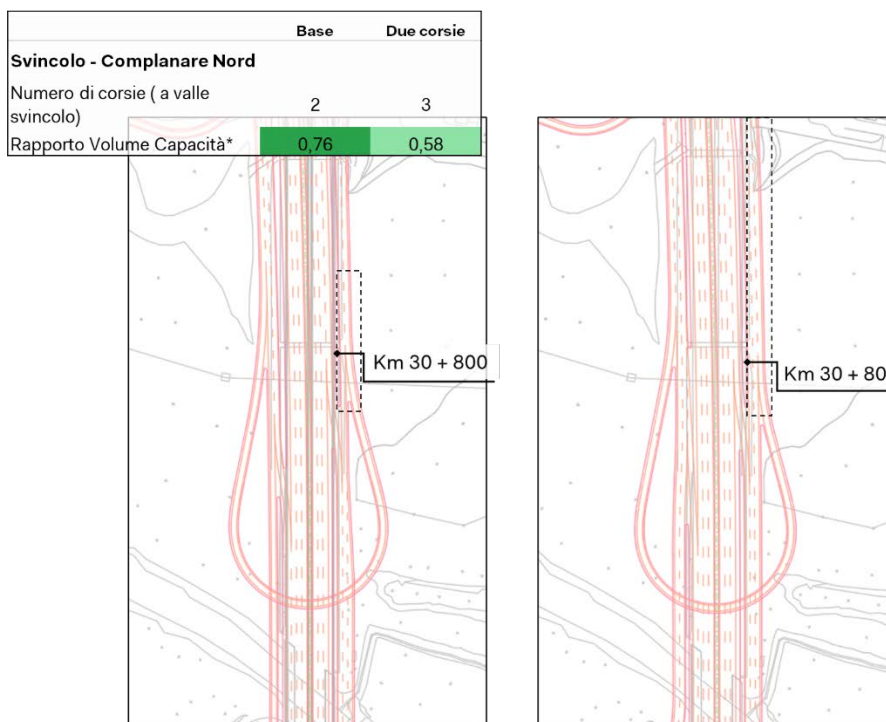 Base Due corsie
Svincolo - Complanare Nord
Numero di corsie ( a valle
svincolo) 2 3
Rapporto Volume Capacità* 0,76 0,58
Km 30 + 800
Km 30 + 80